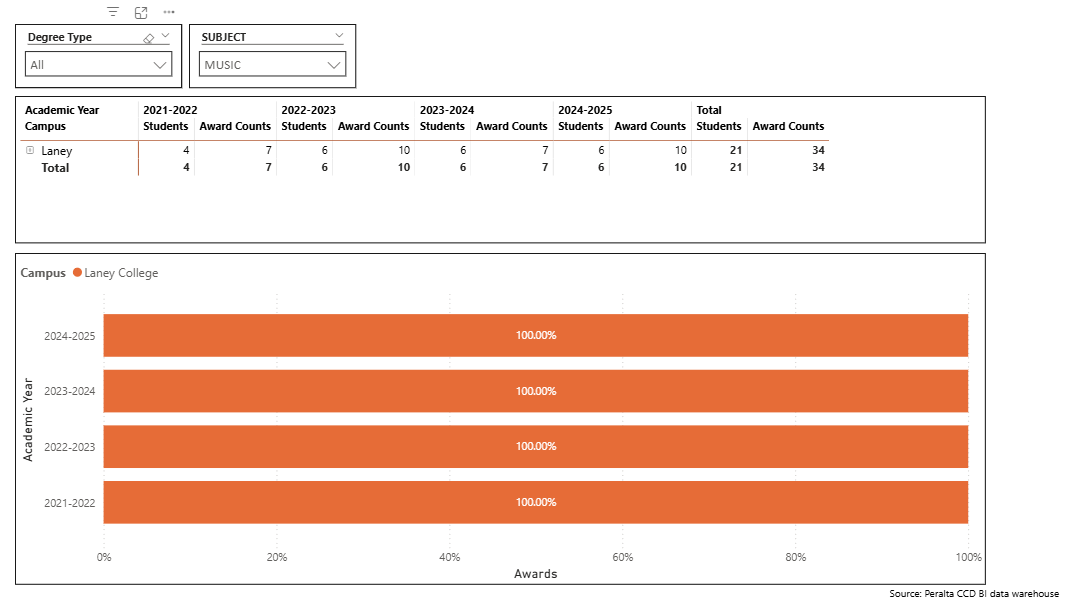 Degree Type SUBJECT
All MUSIC
Academic Year 2021-2022 2022-2023 2023-2024 2024-2025 Total
Campus Students Award Counts Students Award Counts Students Award Counts Students Award Counts Students Award Counts
Laney 4 7 6 10 6 7 6 10 21 34
Total 4 7 6 10 6 7 6 10 21 34
Campus Laney College
Academic Year
2024-2025 100.00%
2023-2024 100.00%
2022-2023 100.00%
2021-2022 100.00%
0% 20% 40% 60% 80% 100%
Awards
Source: Peralta CCD BI data warehouse